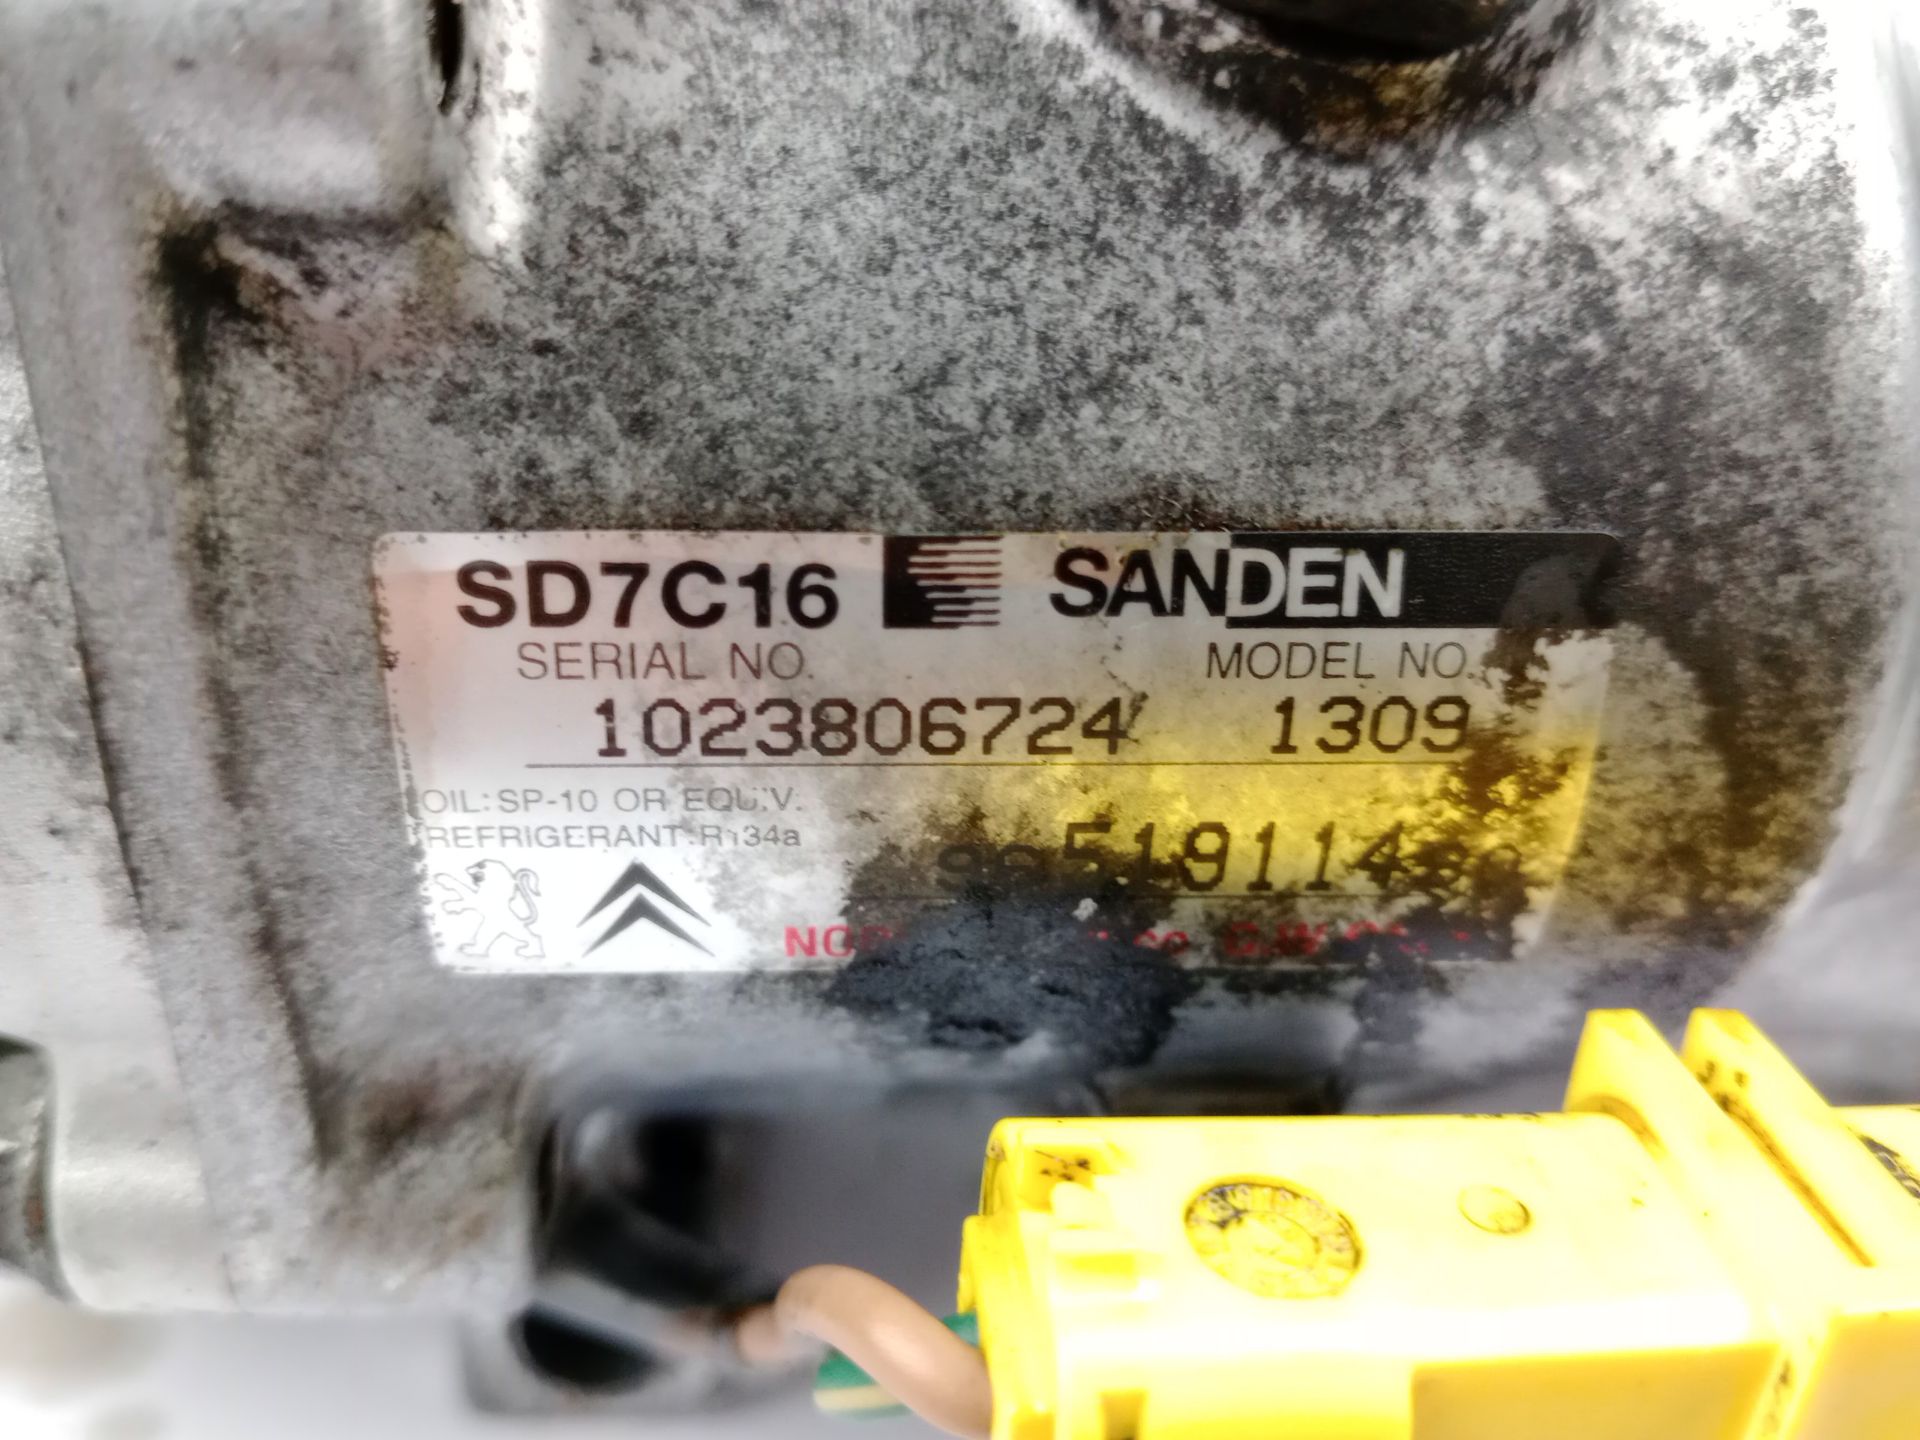 SD7C16 SANDEN
SERIAL NO. MODEL NO.
1023806724 1309
OIL: SP-10 OR EQUIV.
REFRIGERANT: R134a